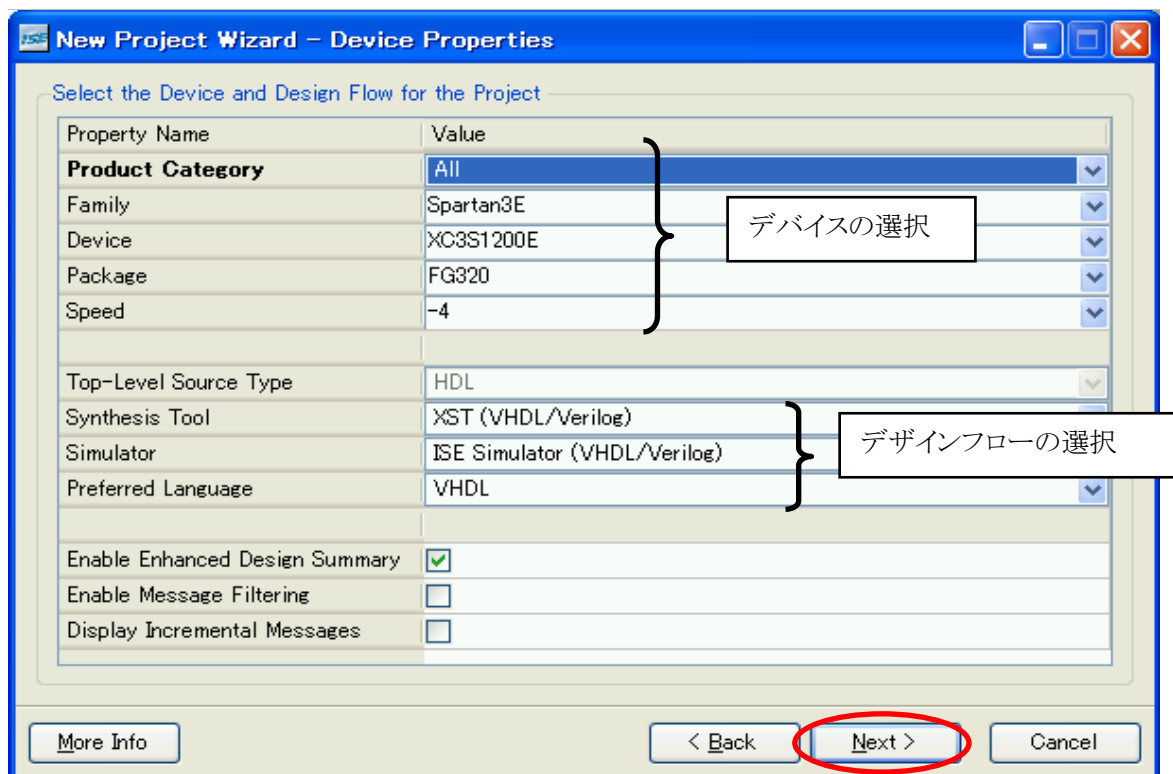 ISE New Project Wizard - Device Properties
Select the Device and Design Flow for the Project
Property Name Value
Product Category All
Family Spartan3E
Device XC3S1200E
Package FG320
Speed -4
デバイスの選択
Top-Level Source Type HDL
Synthesis Tool XST (VHDL/Verilog)
Simulator ISE Simulator (VHDL/Verilog)
Preferred Language VHDL
デザインフローの選択
Enable Enhanced Design Summary
Enable Message Filtering
Display Incremental Messages
More Info < Back Next > Cancel